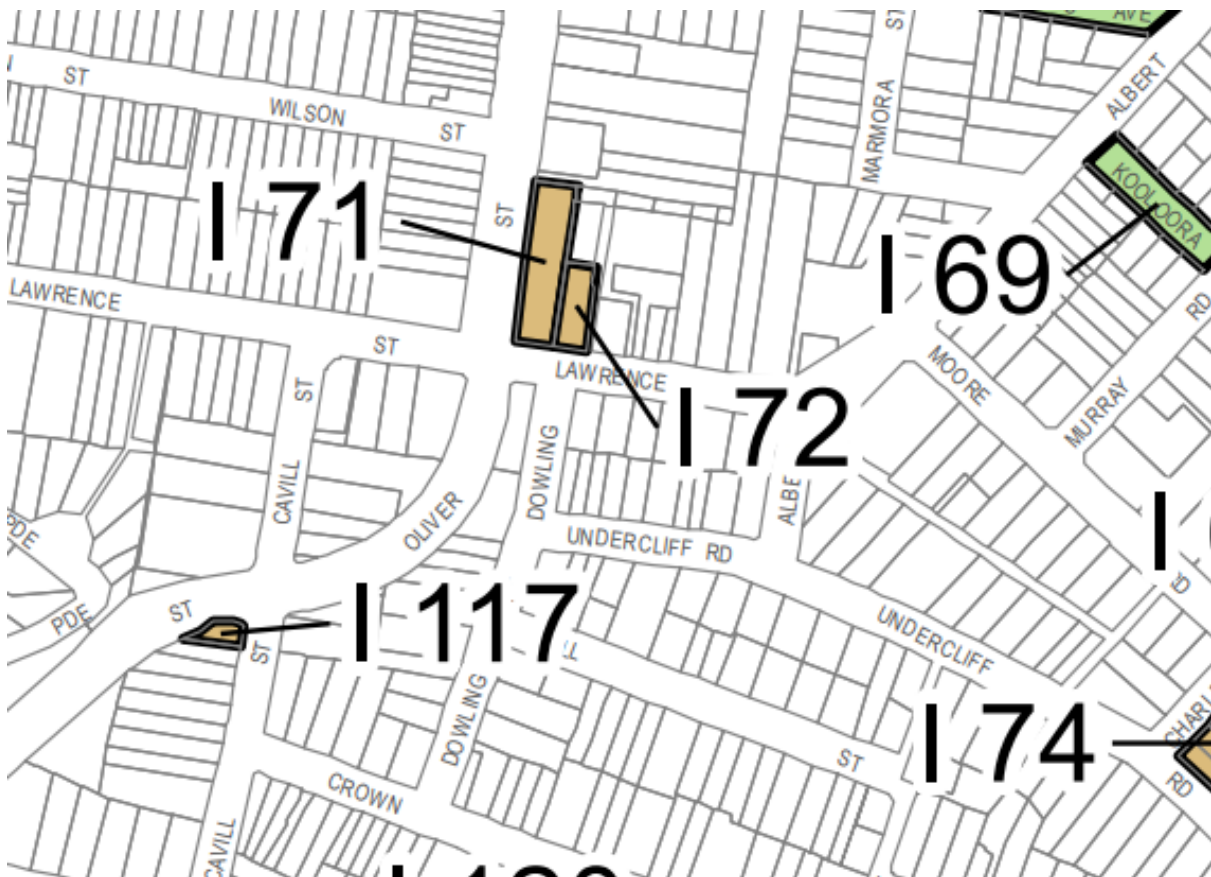 AVE
ST
ALBERT
ST
WILSON
ST
MARMORA
KOOLOORA
I 71
ST
I 69
LAWRENCE
RD
ST
LAWRENCE
MOORE
ST
I 72
MURRAY
DOWLING
CAVILL
OLIVER
UNDERCLIFF RD
PDE
RD
I 117
ST
PDE
ST
UNDERCLIFF
DOWLING
I 74
ST
CROWN
RD
CAVILL